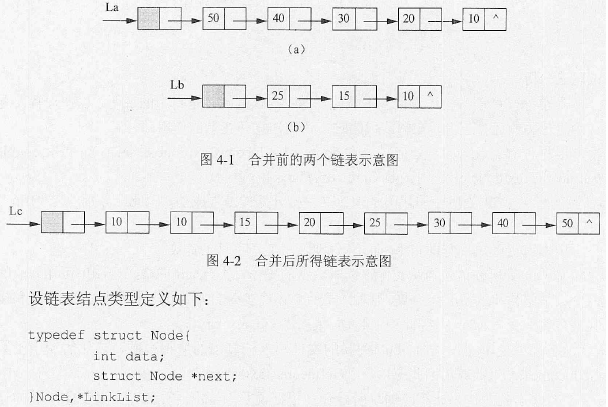 La 50 40 30 20 10 ^
(a)
Lb 25 15 10 ^
(b)
图 4-1 合并前的两个链表示意图
Lc 10 10 15 20 25 30 40 50 ^
图 4-2 合并后所得链表示意图
设链表结点类型定义如下：
typedef struct Node{
int data;
struct Node *next;
}Node,*LinkList;